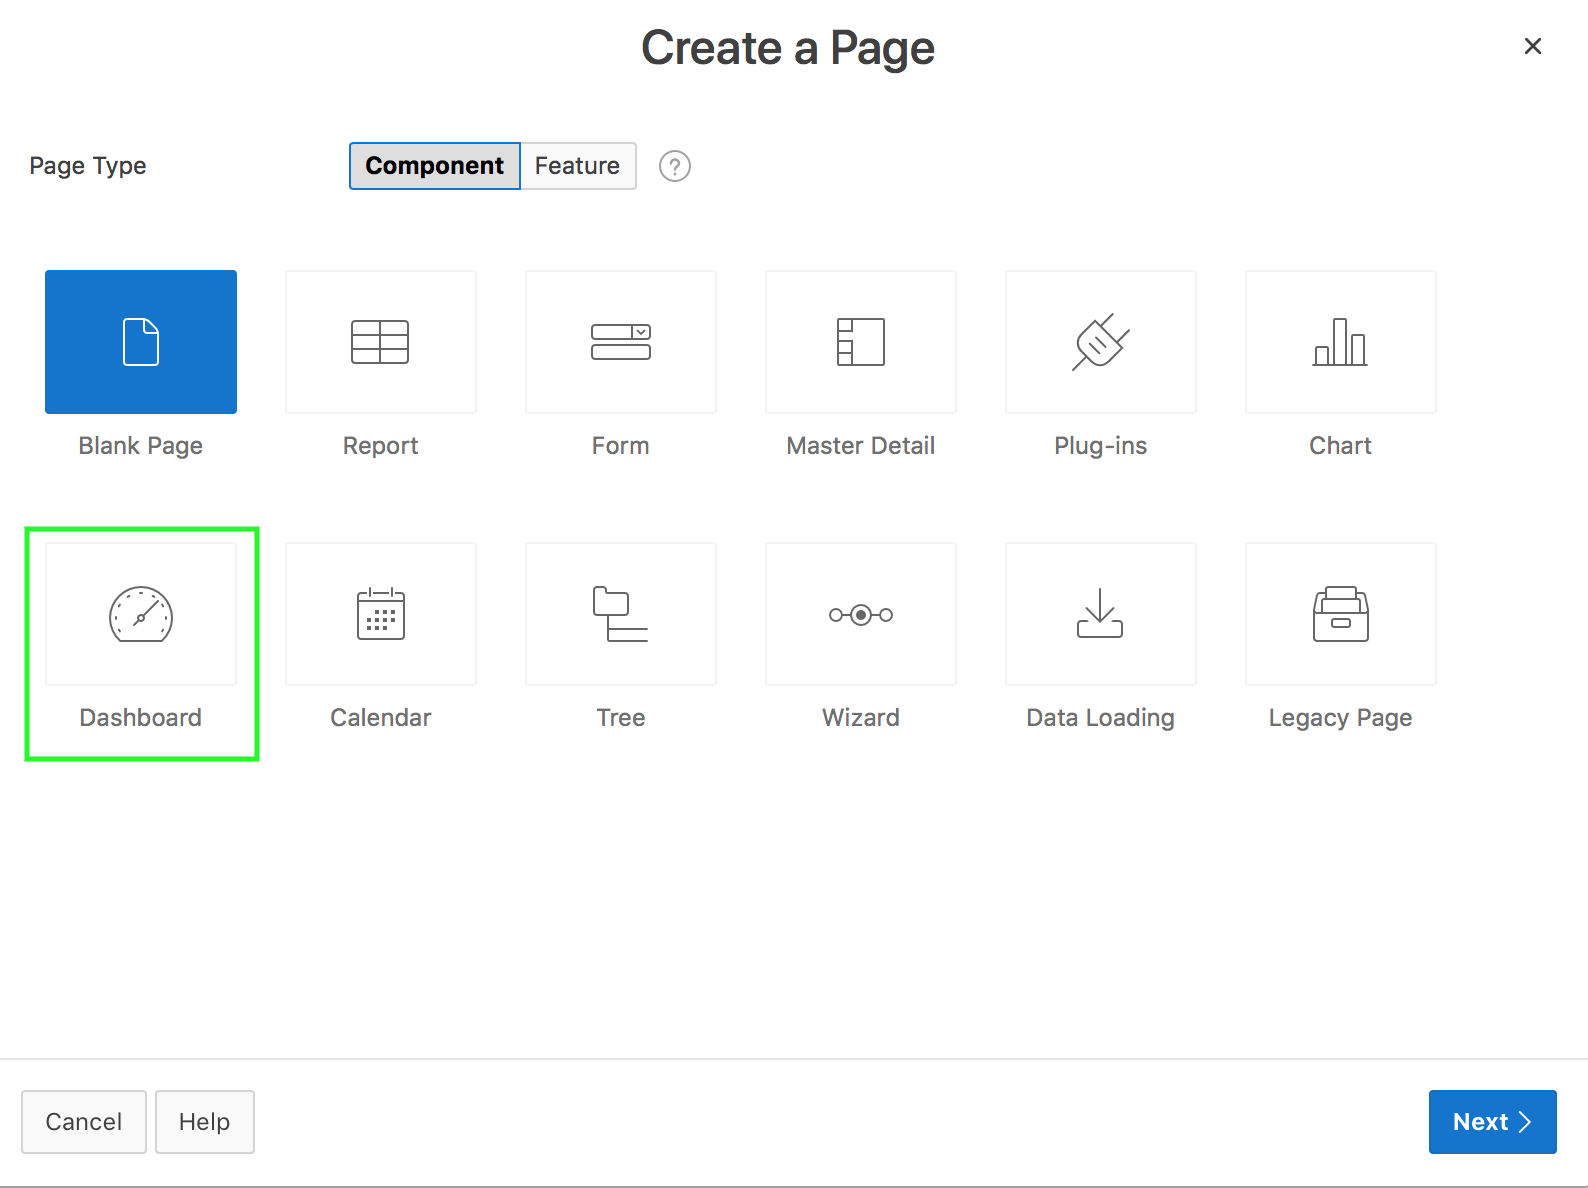 Create a Page
Page Type
Component
Feature
?
Blank Page
Report
Form
Master Detail
Plug-ins
Chart
Dashboard
Calendar
Tree
Wizard
Data Loading
Legacy Page
Cancel
Help
Next